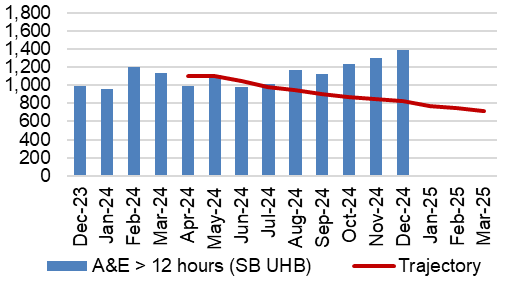 1,800
1,600
1,400
1,200
1,000
800
600
400
200
0
Dec-23
Jan-24
Feb-24
Mar-24
Apr-24
May-24
Jun-24
Jul-24
Aug-24
Sep-24
Oct-24
Nov-24
Dec-24
Jan-25
Feb-25
Mar-25
A&E > 12 hours (SB UHB) Trajectory